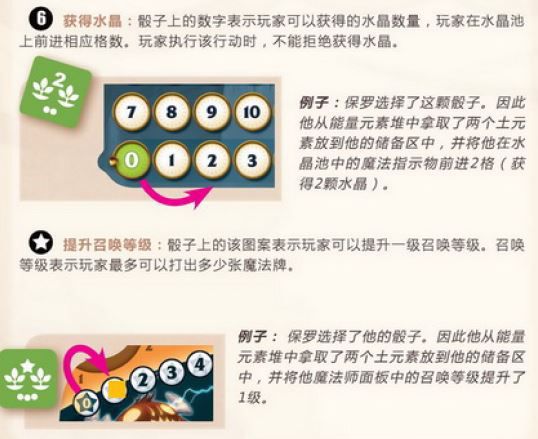 6 获得水晶：骰子上的数字表示玩家可以获得的水晶数量，玩家在水晶池
上前进相应格数。玩家执行该行动时，不能拒绝获得水晶。
2
7 8 9 10
0 1 2 3
例子：保罗选择了这颗骰子。因此
他从能量元素堆中拿取了两个土元
素放到他的储备区中，并将他在水
晶池中的魔法指示物前进2格（获
得2颗水晶）。
提升召唤等级：骰子上的该图案表示玩家可以提升一级召唤等级。召唤
等级表示玩家最多可以打出多少张魔法牌。
0 2 3 4
例子： 保罗选择了他的骰子。因此他从能量
元素堆中拿取了两个土元素放到他的储备区
中，并将他魔法师面板中的召唤等级提升了
1级。